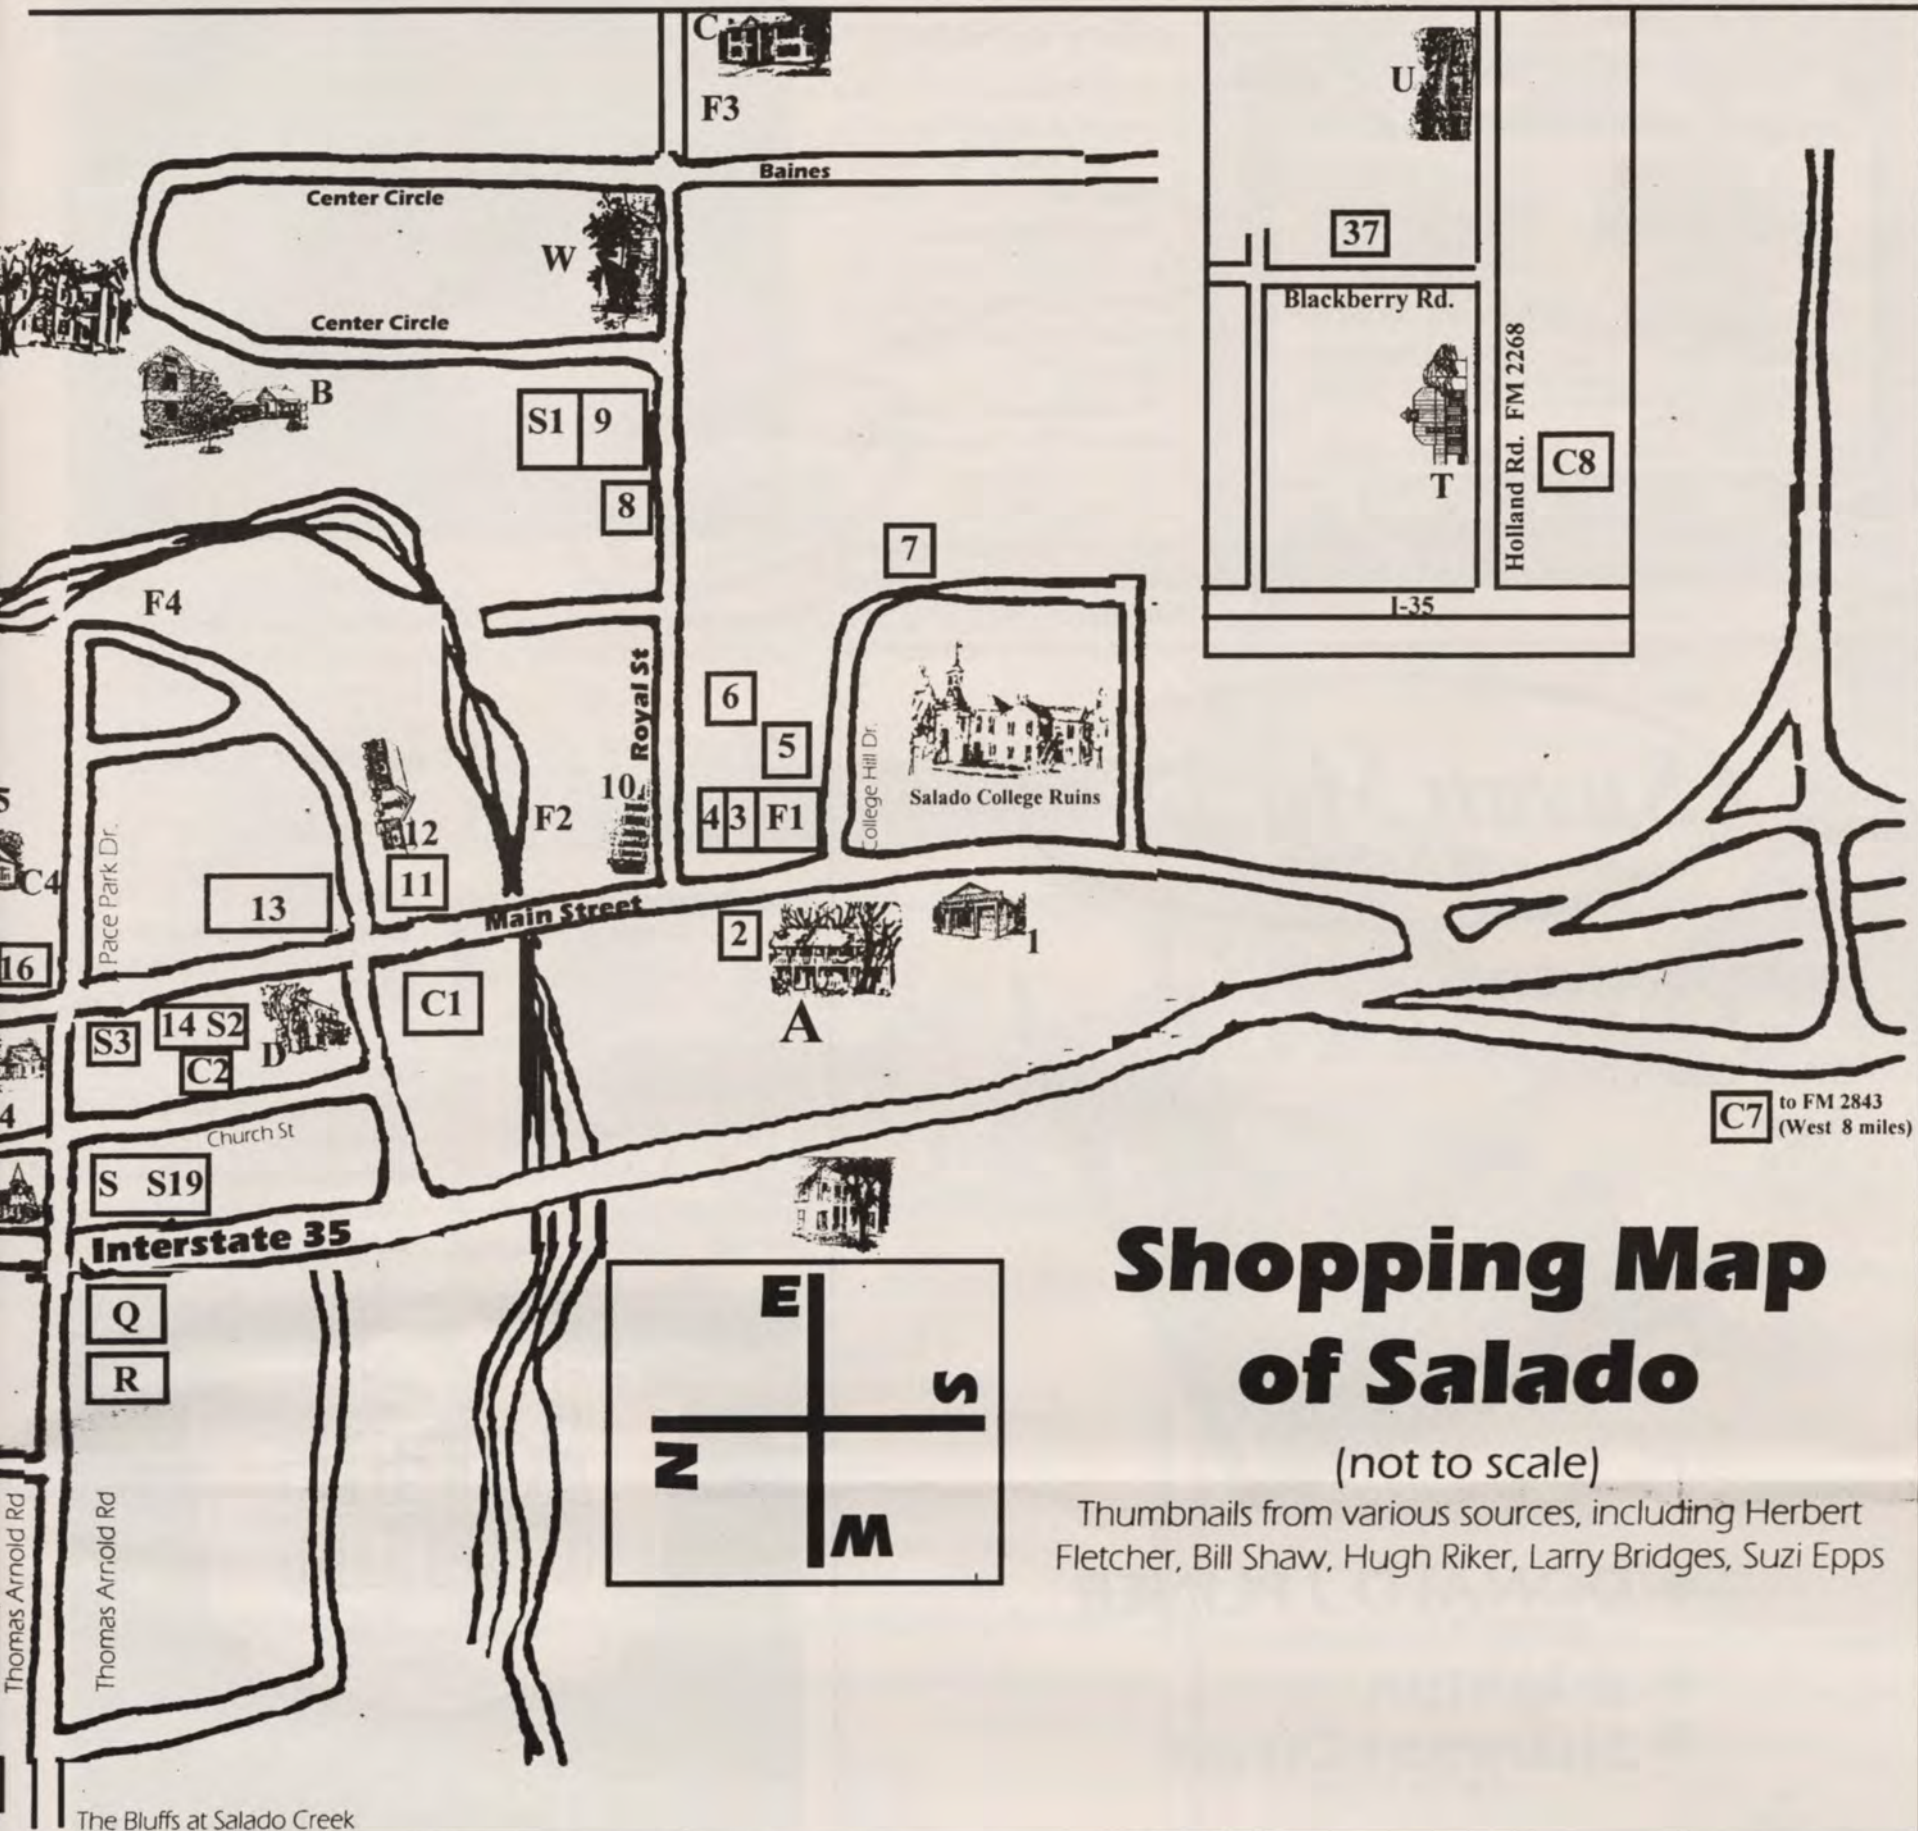 C
F3
U
Baines
Center Circle
W
37
Blackberry Rd.
Center Circle
B
S1 9
Holland Rd. FM 2268
C8
T
8
7
F4
I-35
Royal St
6
5
College Hill Dr.
Salado College Ruins
10
4 3 F1
F2
12
5
Pace Park Dr.
C4
11
13
Main Street
2
1
16
C1
A
14 S2
S3
D
C2
4
Church St
C7 to FM 2843
(West 8 miles)
S S19
Interstate 35
Q
R
E
S
N
W
Shopping Map
of Salado
(not to scale)
Thumbnails from various sources, including Herbert
Fletcher, Bill Shaw, Hugh Riker, Larry Bridges, Suzi Epps
Thomas Arnold Rd
Thomas Arnold Rd
The Bluffs at Salado Creek